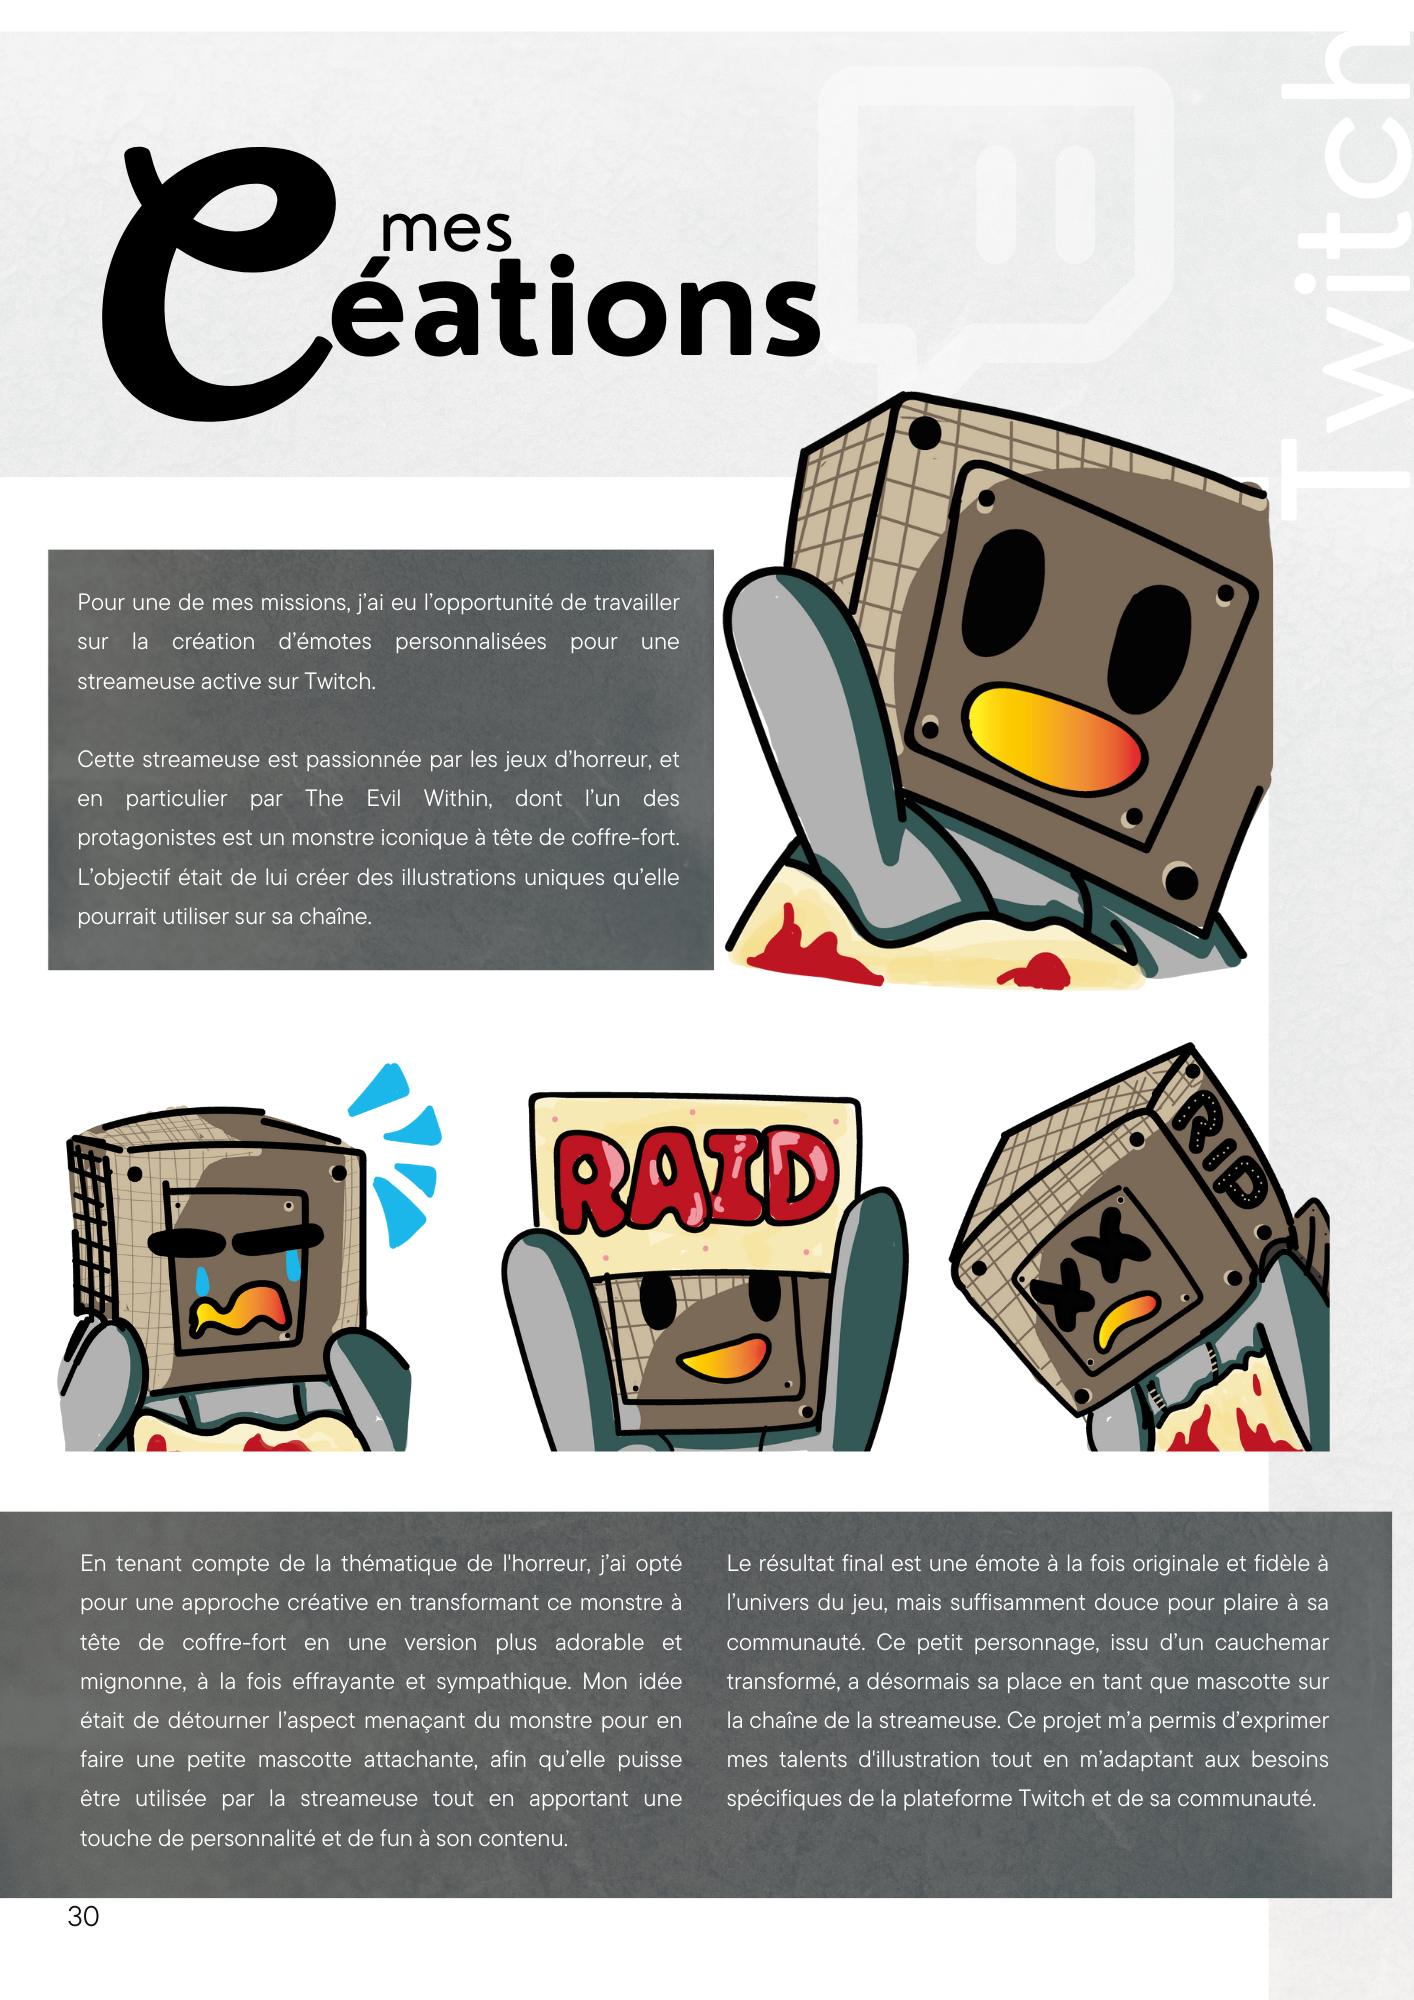 mes
Céations
Twitch
Pour une de mes missions, j’ai eu l’opportunité de travailler
sur la création d’émotes personnalisées pour une
streameuse active sur Twitch.
Cette streameuse est passionnée par les jeux d’horreur, et
en particulier par The Evil Within, dont l’un des
protagonistes est un monstre iconique à tête de coffre-fort.
L’objectif était de lui créer des illustrations uniques qu’elle
pourrait utiliser sur sa chaîne.
RAID
RIP
En tenant compte de la thématique de l'horreur, j’ai opté
pour une approche créative en transformant ce monstre à
tête de coffre-fort en une version plus adorable et
mignonne, à la fois effrayante et sympathique. Mon idée
était de détourner l’aspect menaçant du monstre pour en
faire une petite mascotte attachante, afin qu’elle puisse
être utilisée par la streameuse tout en apportant une
touche de personnalité et de fun à son contenu.
Le résultat final est une émote à la fois originale et fidèle à
l’univers du jeu, mais suffisamment douce pour plaire à sa
communauté. Ce petit personnage, issu d’un cauchemar
transformé, a désormais sa place en tant que mascotte sur
la chaîne de la streameuse. Ce projet m’a permis d’exprimer
mes talents d'illustration tout en m’adaptant aux besoins
spécifiques de la plateforme Twitch et de sa communauté.
30